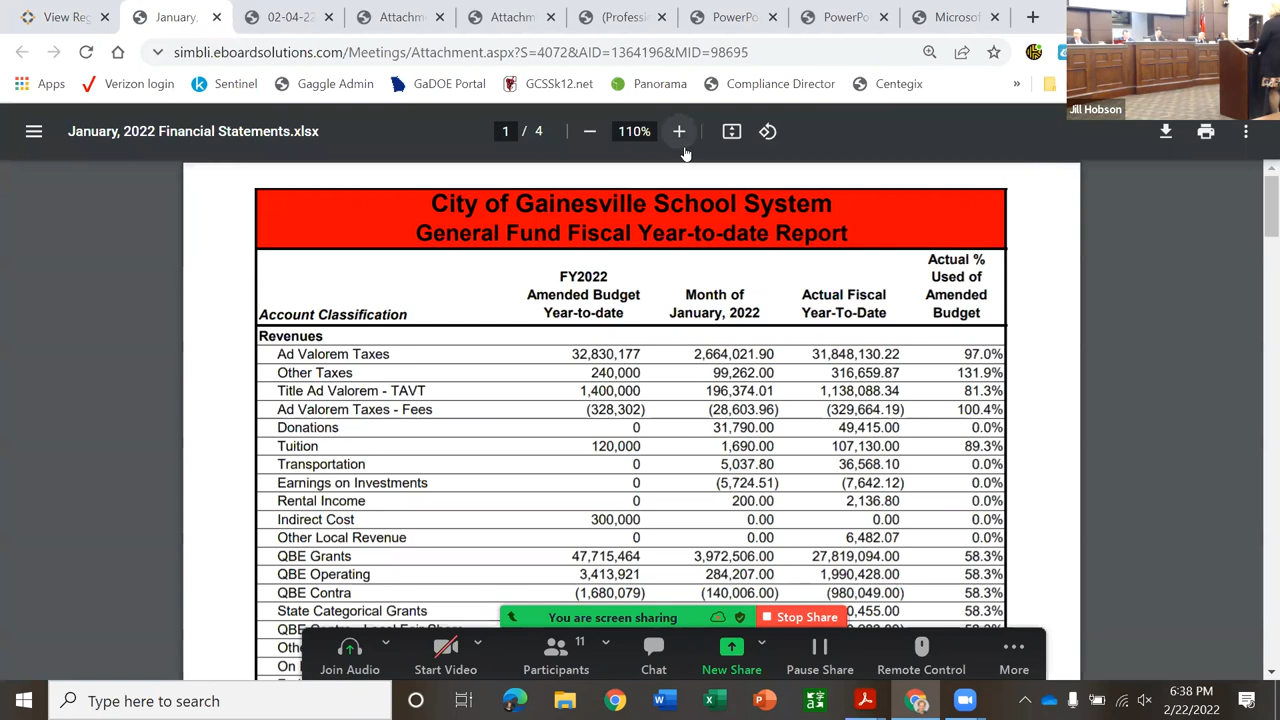 View Reg
January,
02-04-22
Attachm
Attachm
(Professi
PowerPo
PowerPo
Microsof
simbli.eboardsolutions.com/Meetings/Attachment.aspx?S=4072&AID=1364196&MID=98695
Apps
Verizon login
Sentinel
Gaggle Admin
GaDOE Portal
GCSSk12.net
Panorama
Compliance Director
Centegix
»
Jill Hobson
January, 2022 Financial Statements.xlsx
1 / 4
110%
City of Gainesville School System
General Fund Fiscal Year-to-date Report
Account Classification FY2022 Amended Budget Year-to-date Month of January, 2022 Actual Fiscal Year-To-Date Actual % Used of Amended Budget
Revenues
Ad Valorem Taxes 32,830,177 2,664,021.90 31,848,130.22 97.0%
Other Taxes 240,000 99,262.00 316,659.87 131.9%
Title Ad Valorem - TAVT 1,400,000 196,374.01 1,138,088.34 81.3%
Ad Valorem Taxes - Fees (328,302) (28,603.96) (329,664.19) 100.4%
Donations 0 31,790.00 49,415.00 0.0%
Tuition 120,000 1,690.00 107,130.00 89.3%
Transportation 0 5,037.80 36,568.10 0.0%
Earnings on Investments 0 (5,724.51) (7,642.12) 0.0%
Rental Income 0 200.00 2,136.80 0.0%
Indirect Cost 300,000 0.00 0.00 0.0%
Other Local Revenue 0 0.00 6,482.07 0.0%
QBE Grants 47,715,464 3,972,506.00 27,819,094.00 58.3%
QBE Operating 3,413,921 284,207.00 1,990,428.00 58.3%
QBE Contra (1,680,079) (140,006.00) (980,049.00) 58.3%
State Categorical Grants 0,455.00 58.3%
You are screen sharing
Stop Share
11
Join Audio
Start Video
Participants
Chat
New Share
Pause Share
Remote Control
More
Type here to search
6:38 PM
2/22/2022